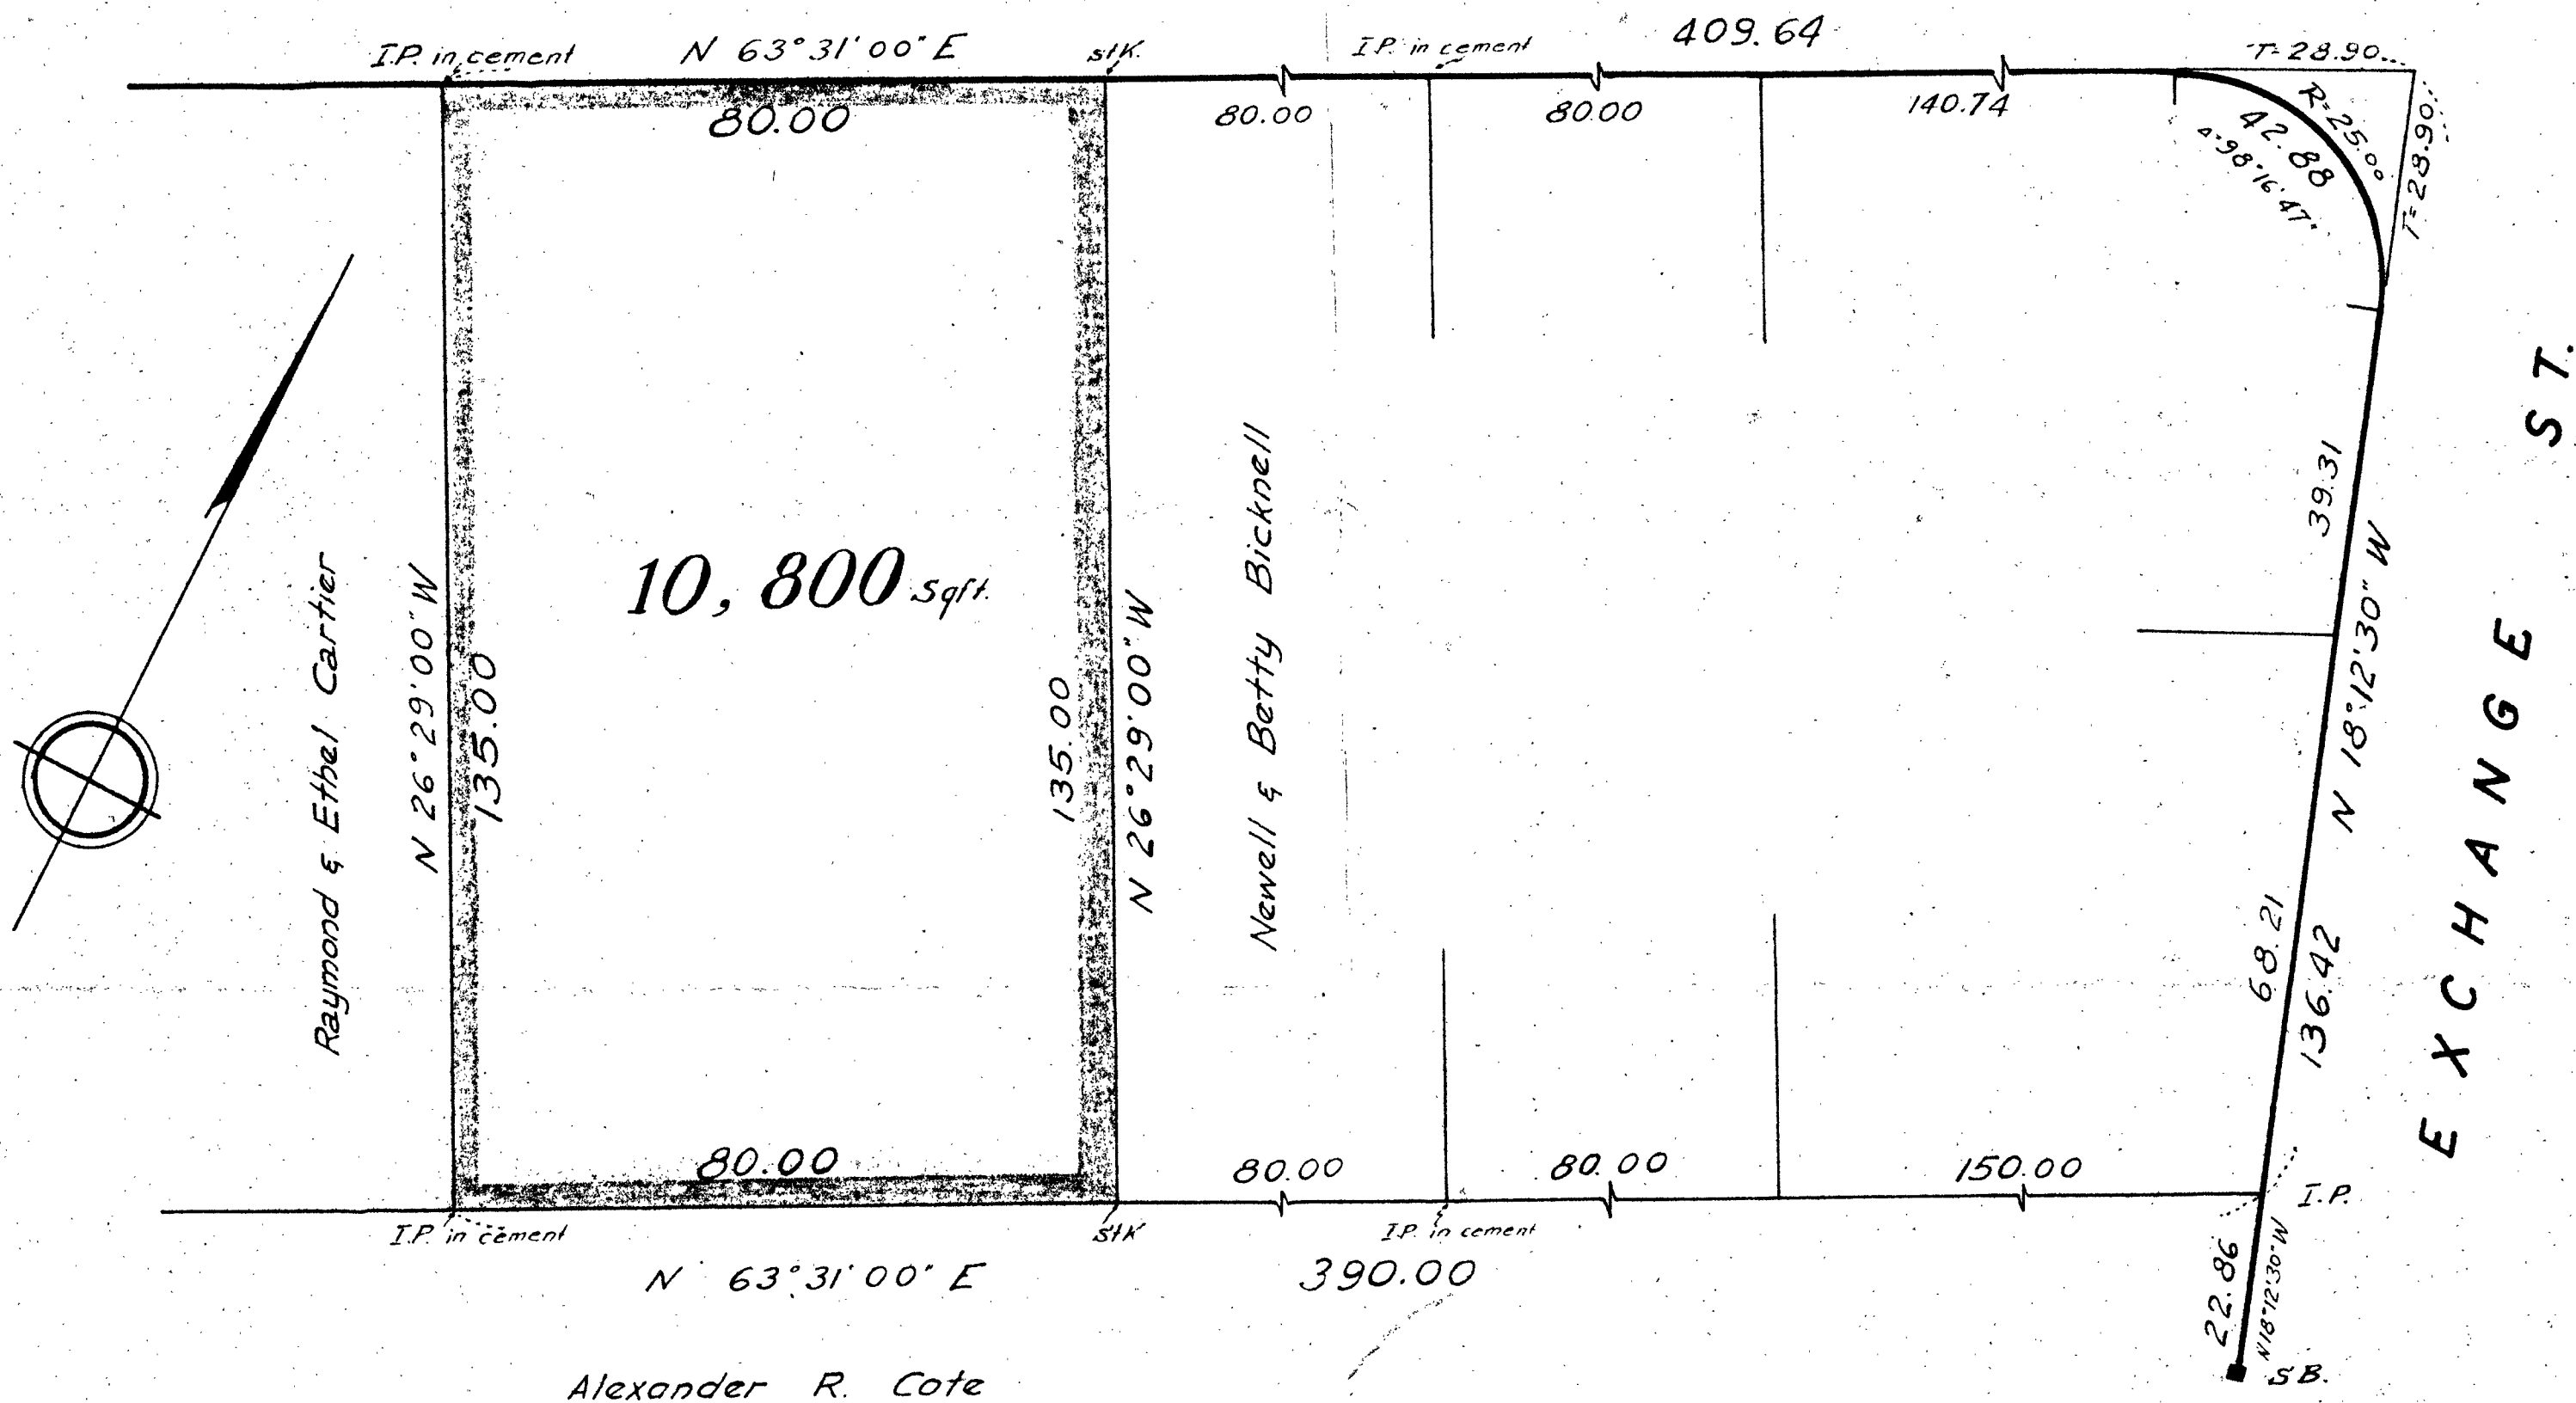 I.P. in cement
N 63°31'00" E
stk.
I.P. in cement
409.64
T=28.90
80.00
80.00
80.00
140.74
R=25.00
42.88
Δ=98°16'47"
T=28.90
Raymond & Ethel Cartier
N 26°29'00" W
135.00
10,800 Sqft.
135.00
N 26°29'00" W
Newell & Betty Bicknell
39.31
N 18°12'30" W
68.21
136.42
EXCHANGE ST.
80.00
80.00
80.00
150.00
I.P. in cement
stk
I.P. in cement
I.P.
N 63°31'00" E
390.00
22.86
N18°12'30"W
S.B.
Alexander R. Cote